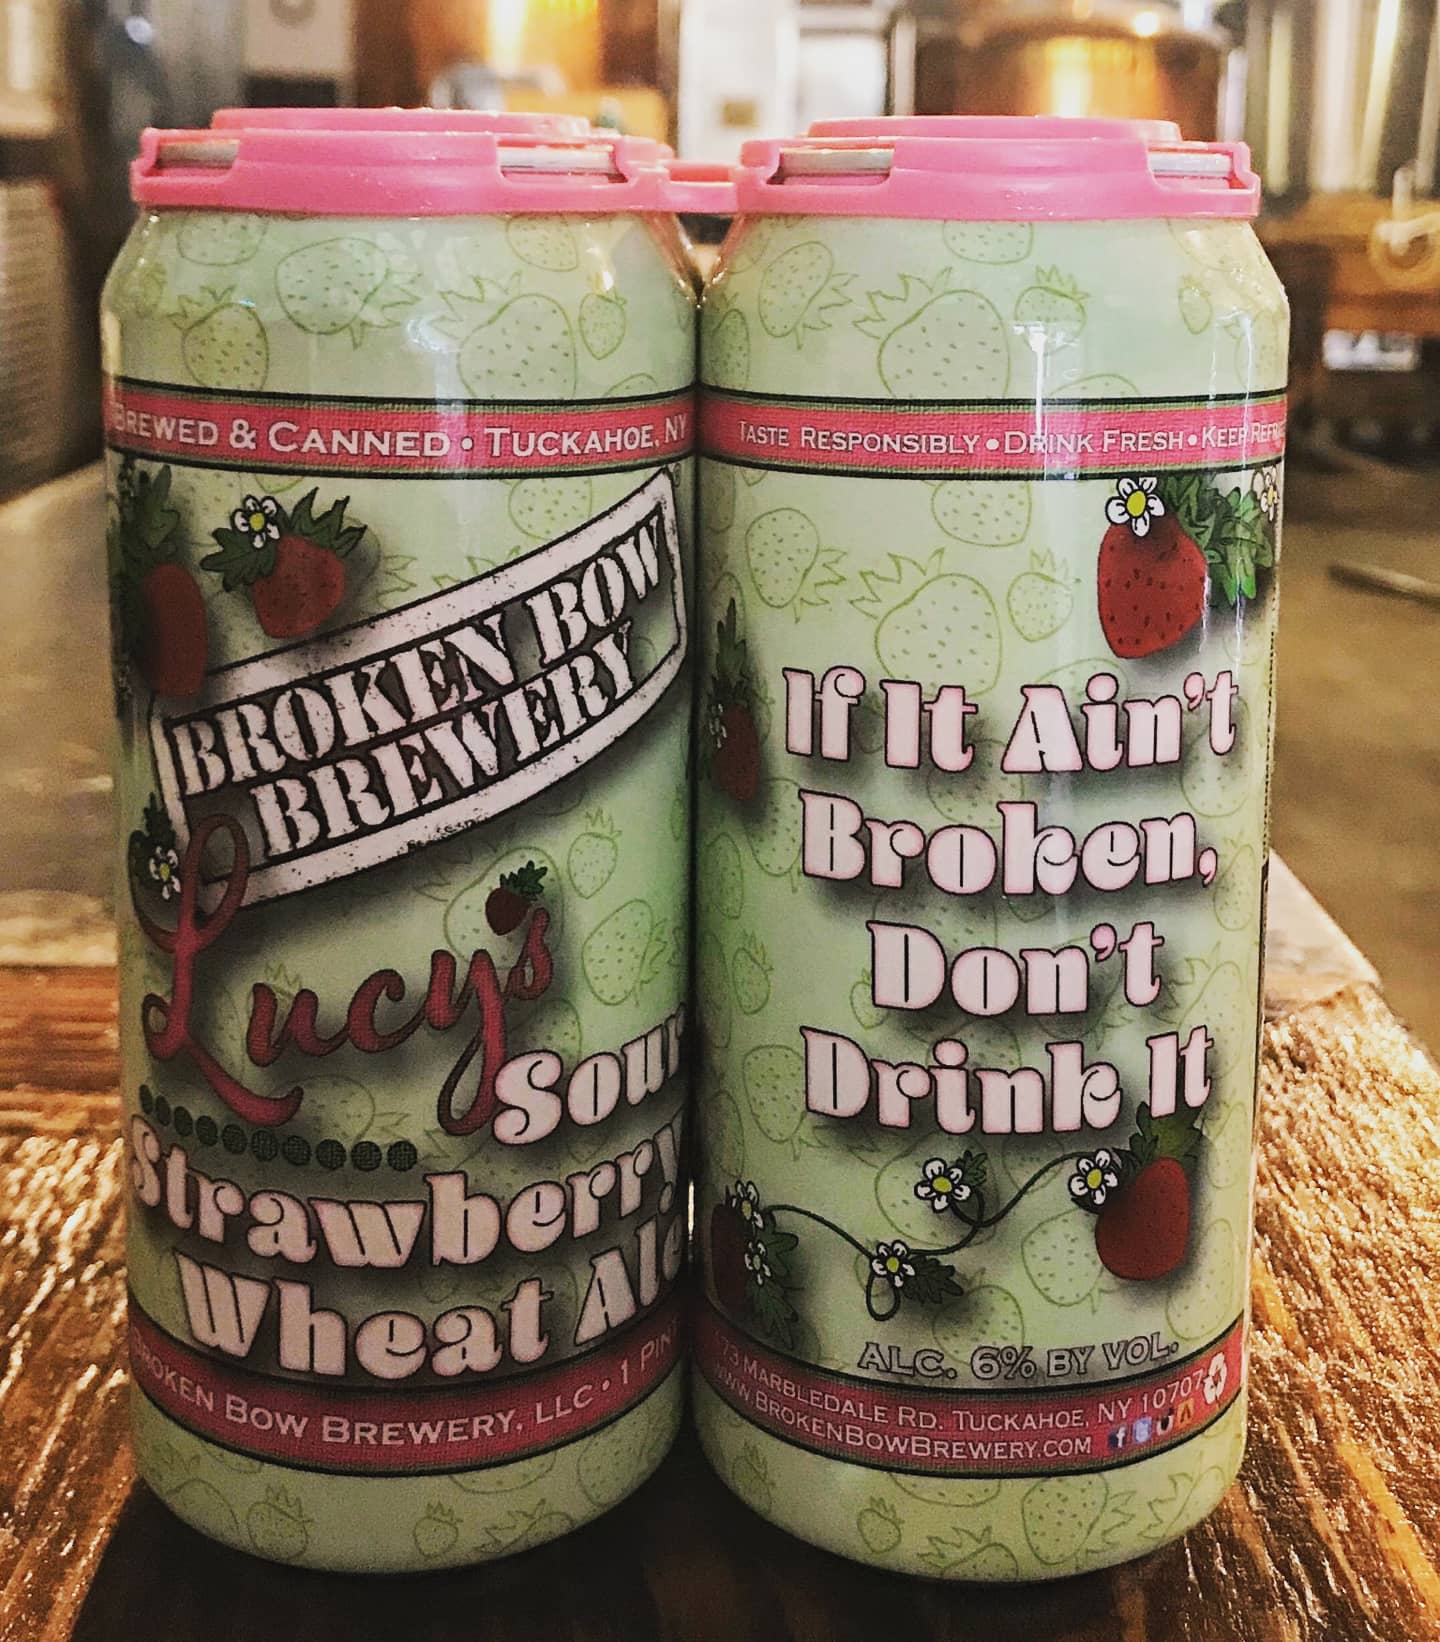 Brewed & Canned • Tuckahoe, NY
BROKEN BOW
BREWERY
Lucy's
Sour
Strawberry
Wheat Ale
Broken Bow Brewery, LLC • 1 Pint
Taste Responsibly • Drink Fresh • Keep
If It Ain't
Broken,
Don't
Drink It
Alc. 6% by Vol.
Marbledale Rd. Tuckahoe, NY 10707
www.BrokenBowBrewery.com